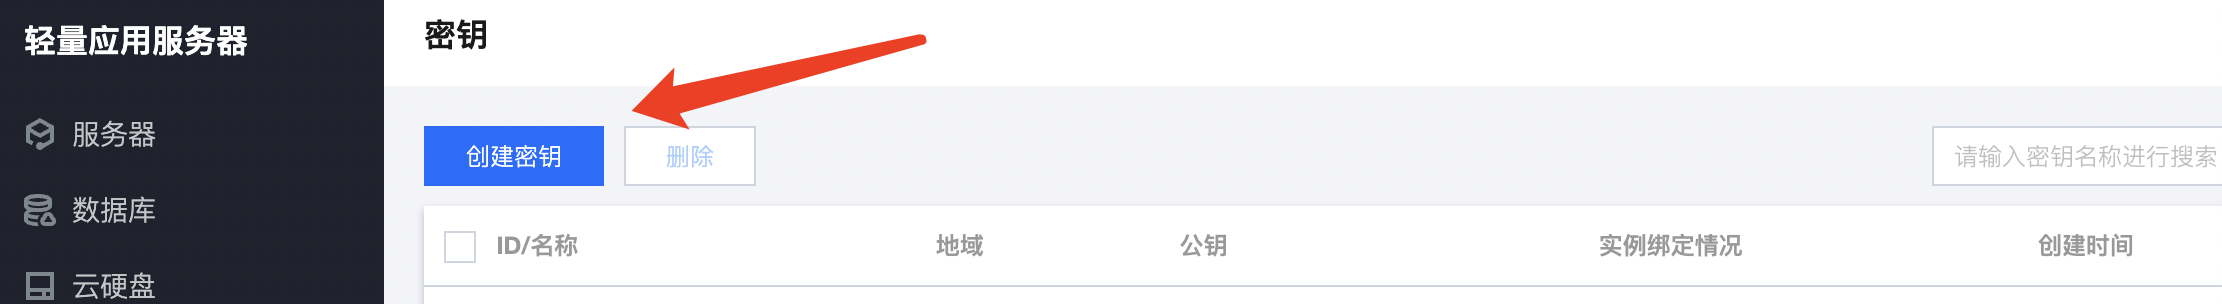 轻量应用服务器
服务器
数据库
云硬盘
密钥
创建密钥 删除 请输入密钥名称进行搜索
ID/名称 地域 公钥 实例绑定情况 创建时间